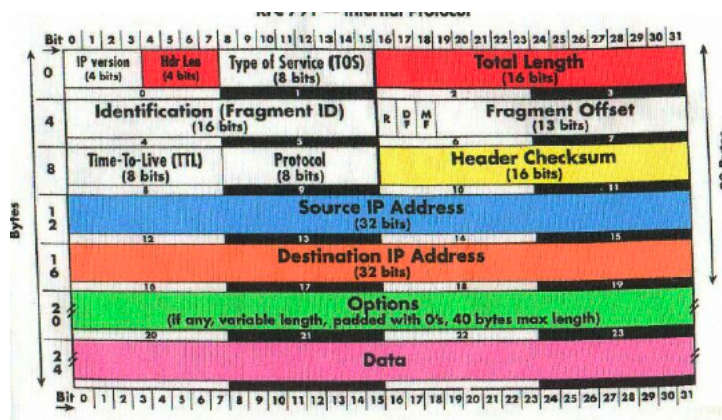 Bit 0 1 2 3 4 5 6 7 8 9 10 11 12 13 14 15 16 17 18 19 20 21 22 23 24 25 26 27 28 29 30 31
0 IP version Hdr Len Type of Service (TOS) Total Length
(4 bits) (4 bits) (8 bits) (16 bits)
0 1 2 3
4 Identification (Fragment ID) R DF MF Fragment Offset
(16 bits) (13 bits)
4 5 6 7
8 Time-To-Live (TTL) Protocol Header Checksum
(8 bits) (8 bits) (16 bits)
8 9 10 11
12 Source IP Address
(32 bits)
12 13 14 15
16 Destination IP Address
(32 bits)
16 17 18 19
20 Options
(if any, variable length, padded with 0's, 40 bytes max length)
20 21 22 23
24 Data
Bytes
Bit 0 1 2 3 4 5 6 7 8 9 10 11 12 13 14 15 16 17 18 19 20 21 22 23 24 25 26 27 28 29 30 31